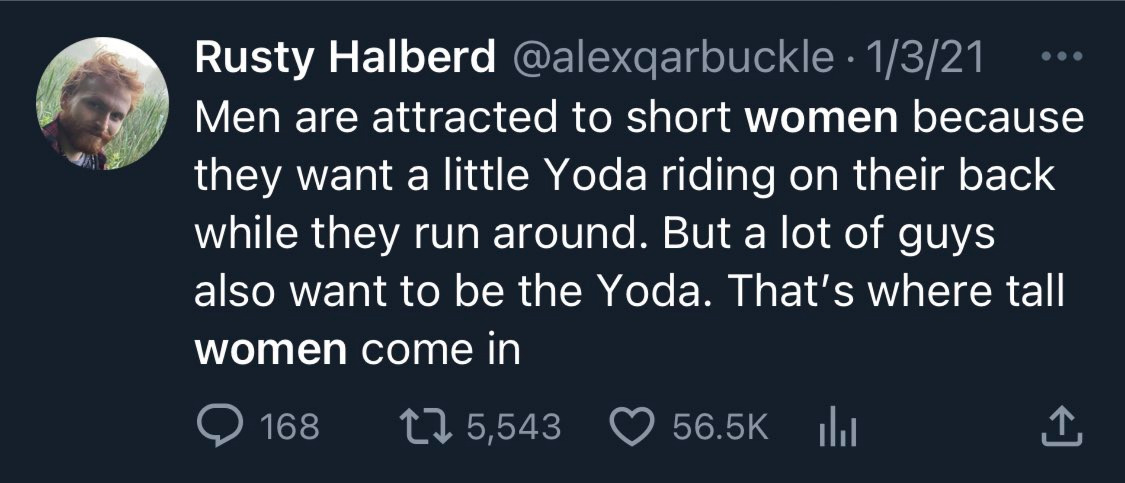 Rusty Halberd @alexqarbuckle · 1/3/21
Men are attracted to short women because
they want a little Yoda riding on their back
while they run around. But a lot of guys
also want to be the Yoda. That’s where tall
women come in
168 5,543 56.5K